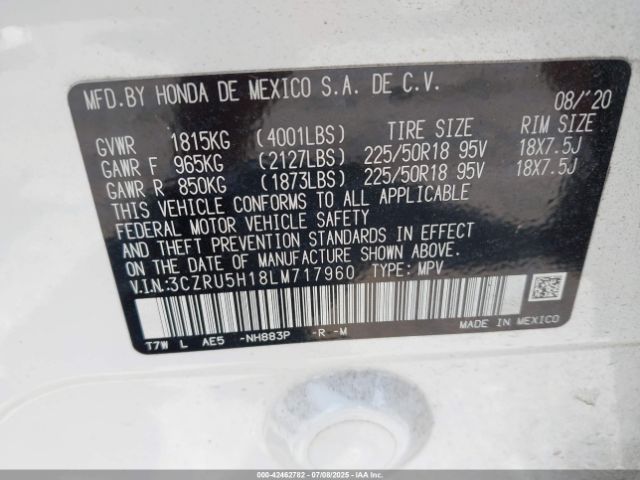 MFD.BY HONDA DE MEXICO S.A. DE C.V.
08/'20
GVWR 1815KG (4001LBS) TIRE SIZE RIM SIZE
GAWR F 965KG (2127LBS) 225/50R18 95V 18X7.5J
GAWR R 850KG (1873LBS) 225/50R18 95V 18X7.5J
THIS VEHICLE CONFORMS TO ALL APPLICABLE
FEDERAL MOTOR VEHICLE SAFETY
AND THEFT PREVENTION STANDARDS IN EFFECT
ON THE DATE OF MANUFACTURE SHOWN ABOVE.
V.I.N:3CZRU5H18LM717960 TYPE: MPV
T7W L AE5 -NH883P -R -M
MADE IN MEXICO
000-42462782 - 07/08/2025 - IAA Inc.